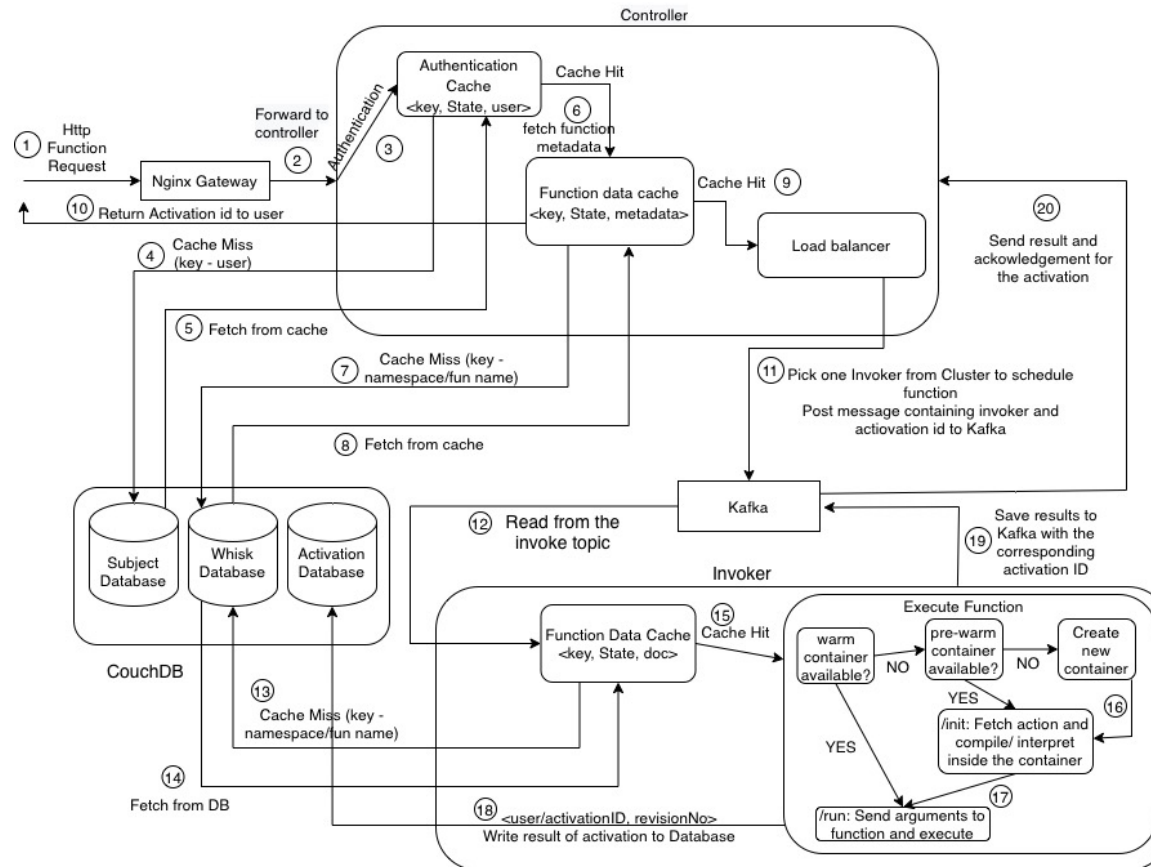 Controller
Authentication
Cache
<key, State, user>
Cache Hit
6
fetch function
metadata
1
Http
Function
Request
Forward to
controller
2
Authentication
3
Nginx Gateway
Function data cache
<key, State, metadata>
Cache Hit
9
Load balancer
10
Return Activation id to user
4
Cache Miss
(key - user)
5
Fetch from cache
7
Cache Miss (key -
namespace/fun name)
8
Fetch from cache
20
Send result and
ackowledgement for
the activation
11
Pick one Invoker from Cluster to schedule
function
Post message containing invoker and
actiovation id to Kafka
Kafka
12
Read from the
invoke topic
19
Save results to
Kafka with the
corresponding
activation ID
Subject
Database
Whisk
Database
Activation
Database
CouchDB
Invoker
Function Data Cache
<key, State, doc>
15
Cache Hit
Execute Function
warm
container
available?
NO
pre-warm
container
available?
NO
Create
new
container
YES
16
/init: Fetch action and
compile/ interpret
inside the container
YES
17
/run: Send arguments to
function and execute
13
Cache Miss (key -
namespace/fun name)
14
Fetch from DB
18
<user/activationID, revisionNo>
Write result of activation to Database